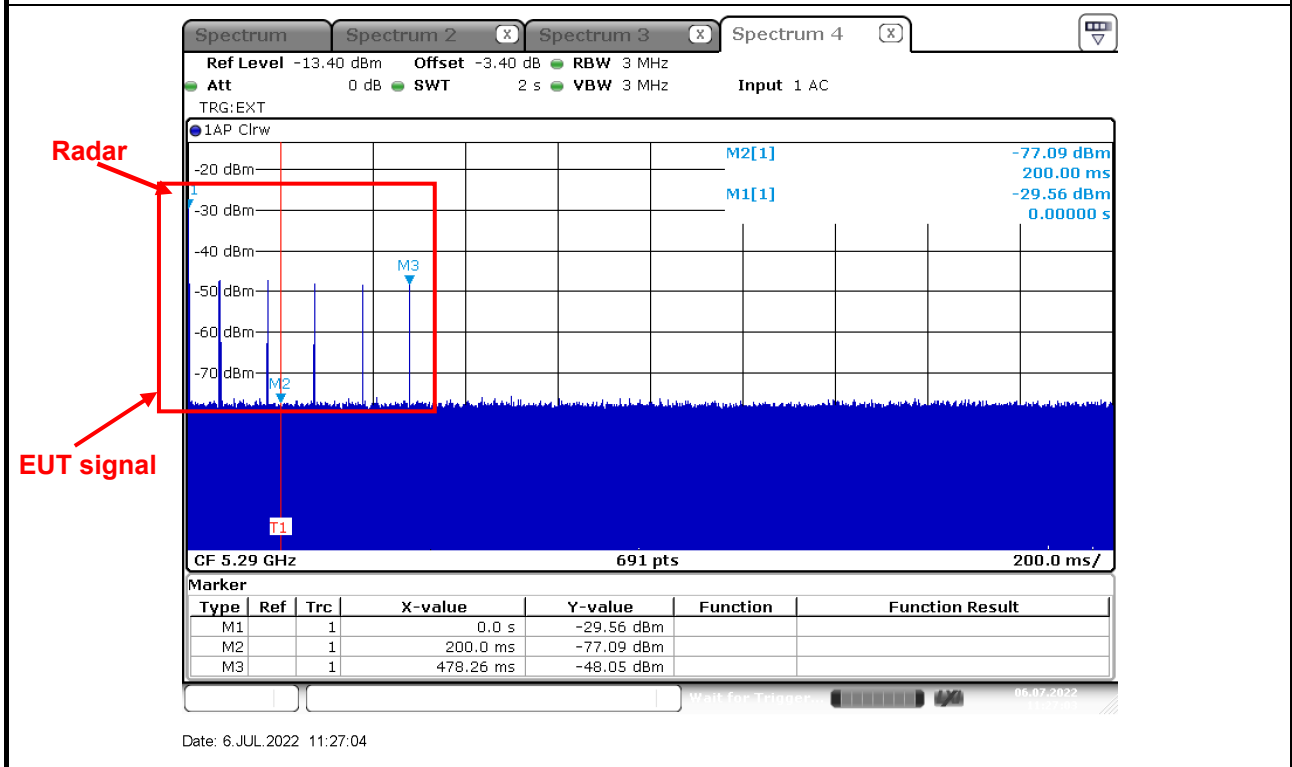 Spectrum Spectrum 2 X Spectrum 3 X Spectrum 4 X
Ref Level -13.40 dBm Offset -3.40 dB RBW 3 MHz
Att 0 dB SWT 2 s VBW 3 MHz Input 1 AC
TRG:EXT
1AP Clrw
Radar
M2[1] -77.09 dBm
200.00 ms
M1[1] -29.56 dBm
0.00000 s
-20 dBm
1
-30 dBm
-40 dBm
M3
-50 dBm
-60 dBm
-70 dBm
M2
EUT signal
T1
CF 5.29 GHz 691 pts 200.0 ms/
Marker
Type Ref Trc X-value Y-value Function Function Result
M1 1 0.0 s -29.56 dBm
M2 1 200.0 ms -77.09 dBm
M3 1 478.26 ms -48.05 dBm
Wait for Trigger... 06.07.2022
Date: 6.JUL.2022 11:27:04